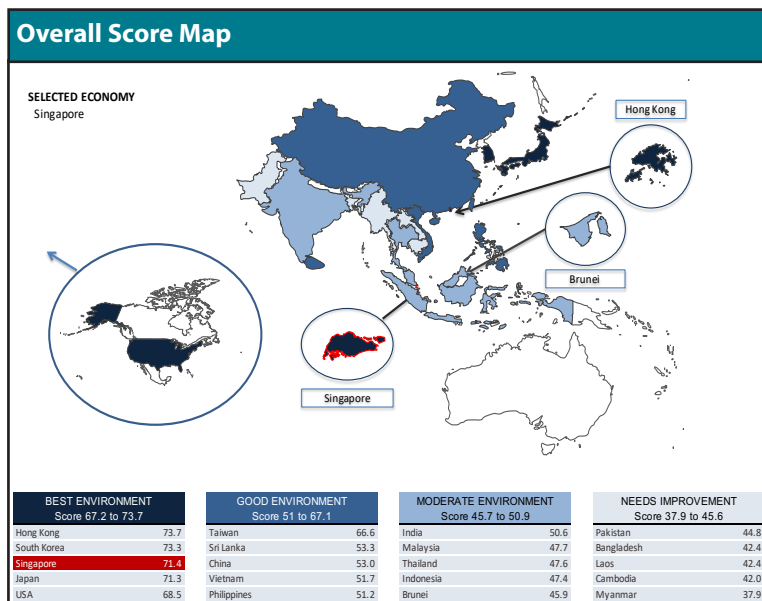 Overall Score Map
SELECTED ECONOMY
Singapore
Hong Kong
Brunei
Singapore
BEST ENVIRONMENT
Score 67.2 to 73.7
Hong Kong 73.7
South Korea 73.3
Singapore 71.4
Japan 71.3
USA 68.5
GOOD ENVIRONMENT
Score 51 to 67.1
Taiwan 66.6
Sri Lanka 53.3
China 53.0
Vietnam 51.7
Philippines 51.2
MODERATE ENVIRONMENT
Score 45.7 to 50.9
India 50.6
Malaysia 47.7
Thailand 47.6
Indonesia 47.4
Brunei 45.9
NEEDS IMPROVEMENT
Score 37.9 to 45.6
Pakistan 44.8
Bangladesh 42.4
Laos 42.4
Cambodia 42.0
Myanmar 37.9